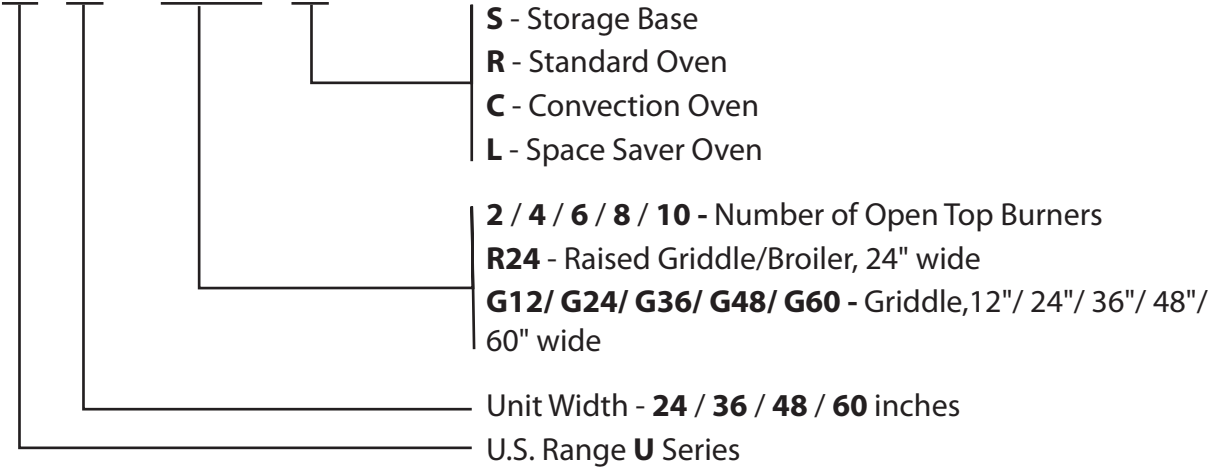 S - Storage Base
R - Standard Oven
C - Convection Oven
L - Space Saver Oven
2 / 4 / 6 / 8 / 10 - Number of Open Top Burners
R24 - Raised Griddle/Broiler, 24" wide
G12/ G24/ G36/ G48/ G60 - Griddle,12"/ 24"/ 36"/ 48"/
60" wide
Unit Width - 24 / 36 / 48 / 60 inches
U.S. Range U Series